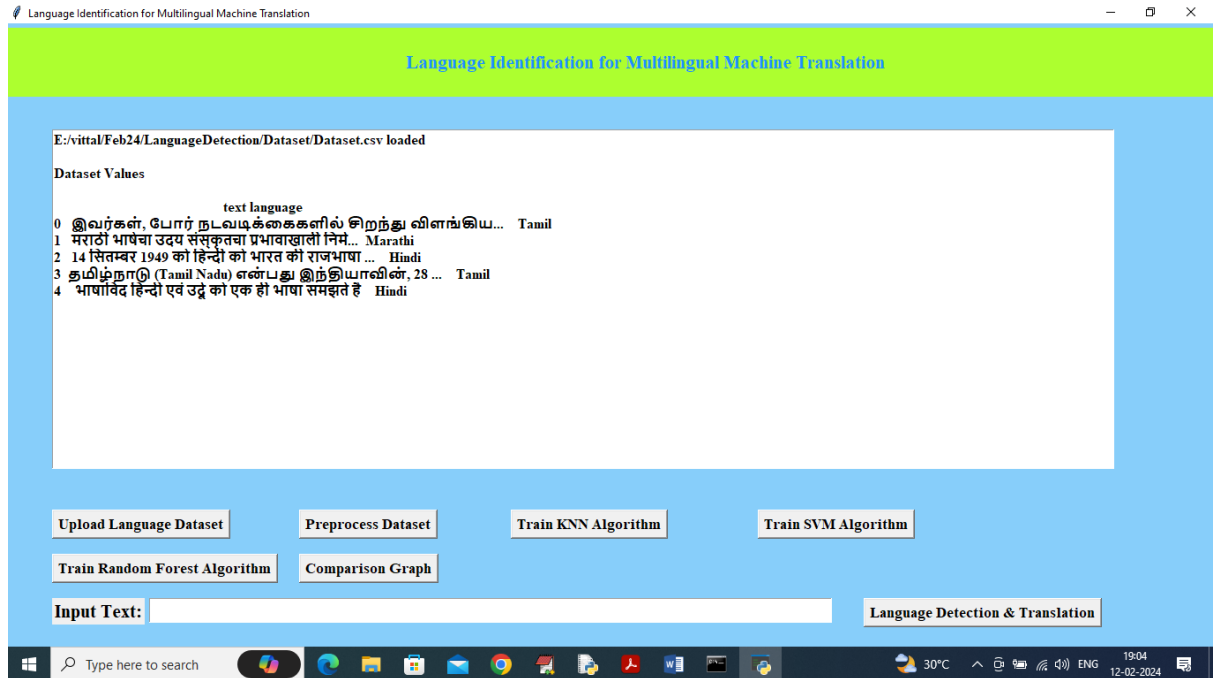 Language Identification for Multilingual Machine Translation
Language Identification for Multilingual Machine Translation
E:/vittal/Feb24/LanguageDetection/Dataset/Dataset.csv loaded
Dataset Values
text language
0 இவர்கள், போர் நடவடிக்கைகளில் சிறந்து விளங்கிய... Tamil
1 मराठी भाषेचा उदय संस्कृतचा प्रभावाखाली निर्म... Marathi
2 14 सितम्बर 1949 को हिन्दी को भारत की राजभाषा ... Hindi
3 தமிழ்நாடு (Tamil Nadu) என்பது இந்தியாவின், 28 ... Tamil
4 भाषाविद हिन्दी एवं उर्दू को एक ही भाषा समझते है Hindi
Upload Language Dataset Preprocess Dataset Train KNN Algorithm Train SVM Algorithm
Train Random Forest Algorithm Comparison Graph
Input Text: Language Detection & Translation
Type here to search 30°C ENG 19:04
12-02-2024